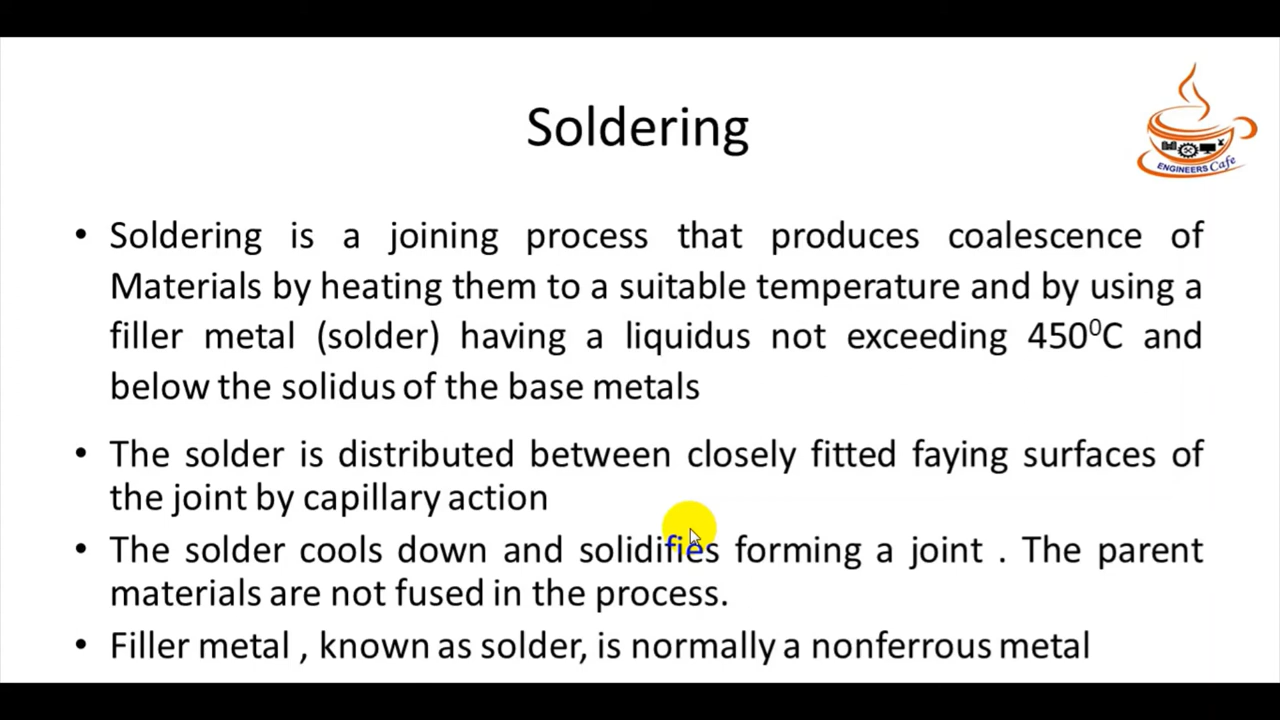 Soldering
ENGINEERS Cafe
• Soldering is a joining process that produces coalescence of
Materials by heating them to a suitable temperature and by using a
filler metal (solder) having a liquidus not exceeding 450⁰C and
below the solidus of the base metals
• The solder is distributed between closely fitted faying surfaces of
the joint by capillary action
• The solder cools down and solidifies forming a joint . The parent
materials are not fused in the process.
• Filler metal , known as solder, is normally a nonferrous metal